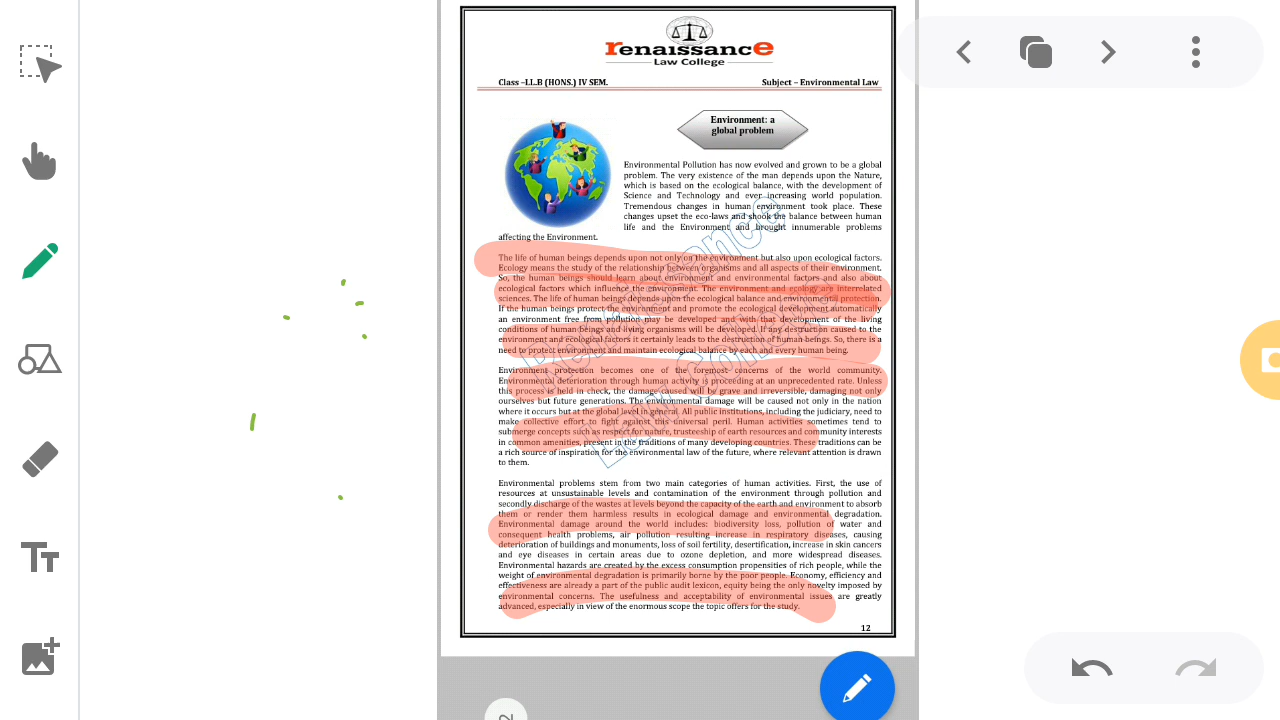 renaissance
Law College
Class –LL.B (HONS.) IV SEM. Subject – Environmental Law
Environment: a
global problem
Environmental Pollution has now evolved and grown to be a global
problem. The very existence of the man depends upon the Nature,
which is based on the ecological balance, with the development of
Science and Technology and ever increasing world population.
Tremendous changes in human environment took place. These
changes upset the eco-laws and shook the balance between human
life and the Environment and brought innumerable problems
affecting the Environment.
The life of human beings depends upon not only on the environment but also upon ecological factors.
Ecology means the study of the relationship between organisms and all aspects of their environment.
So, the human beings should learn about environment and environmental factors and also about
ecological factors which influence the environment. The environment and ecology are interrelated
sciences. The life of human beings depends upon the ecological balance and environmental protection.
If the human beings protect the environment and promote the ecological development automatically
an environment free from pollution may be developed and with that development of the living
conditions of human beings and living organisms will be developed. If any destruction caused to the
environment and ecological factors it certainly leads to the destruction of human-beings. So, there is a
need to protect environment and maintain ecological balance by each and every human being.
Environment protection becomes one of the foremost concerns of the world community.
Environmental deterioration through human activity is proceeding at an unprecedented rate. Unless
this process is held in check, the damage caused will be grave and irreversible, damaging not only
ourselves but future generations. The environmental damage will be caused not only in the nation
where it occurs but at the global level in general. All public institutions, including the judiciary, need to
make collective effort to fight against this universal peril. Human activities sometimes tend to
submerge concepts such as respect for nature, trusteeship of earth resources and community interests
in common amenities, present in the traditions of many developing countries. These traditions can be
a rich source of inspiration for the environmental law of the future, where relevant attention is drawn
to them.
Environmental problems stem from two main categories of human activities. First, the use of
resources at unsustainable levels and contamination of the environment through pollution and
secondly discharge of the wastes at levels beyond the capacity of the earth and environment to absorb
them or render them harmless results in ecological damage and environmental degradation.
Environmental damage around the world includes: biodiversity loss, pollution of water and
consequent health problems, air pollution resulting increase in respiratory diseases, causing
deterioration of buildings and monuments, loss of soil fertility, desertification, increase in skin cancers
and eye diseases in certain areas due to ozone depletion, and more widespread diseases.
Environmental hazards are created by the excess consumption propensities of rich people, while the
weight of environmental degradation is primarily borne by the poor people. Economy, efficiency and
effectiveness are already a part of the public audit lexicon, equity being the only novelty imposed by
environmental concerns. The usefulness and acceptability of environmental issues are greatly
advanced, especially in view of the enormous scope the topic offers for the study.
12
Renaissance
Law College
Tт